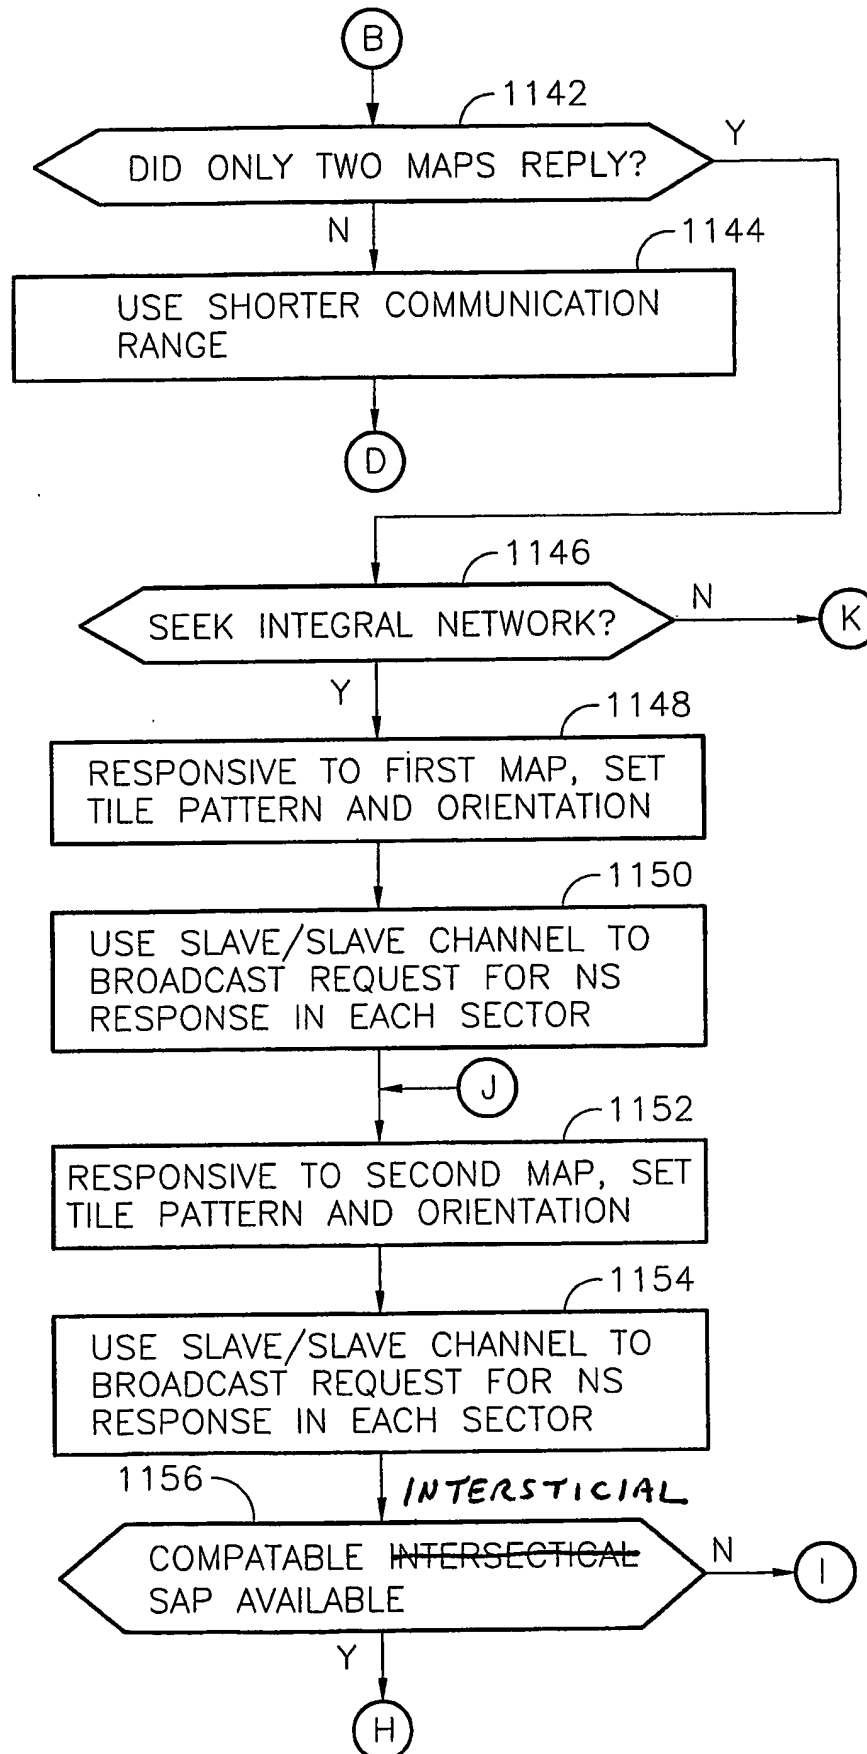 B
1142
DID ONLY TWO MAPS REPLY?
Y
N
1144
USE SHORTER COMMUNICATION
RANGE
D
1146
SEEK INTEGRAL NETWORK?
N
K
Y
1148
RESPONSIVE TO FIRST MAP, SET
TILE PATTERN AND ORIENTATION
1150
USE SLAVE/SLAVE CHANNEL TO
BROADCAST REQUEST FOR NS
RESPONSE IN EACH SECTOR
J
1152
RESPONSIVE TO SECOND MAP, SET
TILE PATTERN AND ORIENTATION
1154
USE SLAVE/SLAVE CHANNEL TO
BROADCAST REQUEST FOR NS
RESPONSE IN EACH SECTOR
1156
INTERSTICIAL
COMPATABLE INTERSECTICAL
SAP AVAILABLE
N
I
Y
H